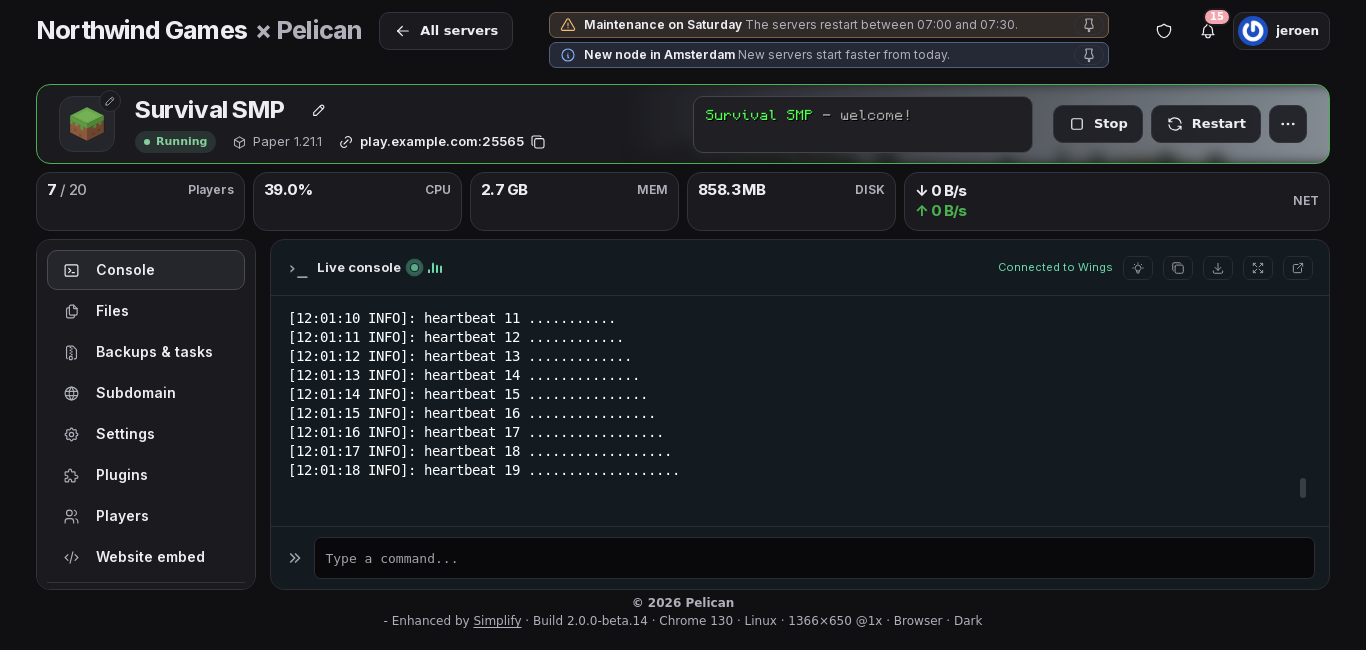 Northwind Games × Pelican
All servers
Maintenance on Saturday The servers restart between 07:00 and 07:30.
New node in Amsterdam New servers start faster from today.
15
jeroen
Survival SMP
Running
Paper 1.21.1
play.example.com:25565
Survival SMP - welcome!
Stop
Restart
7 / 20 Players
39.0% CPU
2.7 GB MEM
858.3 MB DISK
↓ 0 B/s
↑ 0 B/s
NET
Console
Files
Backups & tasks
Subdomain
Settings
Plugins
Players
Website embed
Live console
Connected to Wings
[12:01:10 INFO]: heartbeat 11 ...........
[12:01:11 INFO]: heartbeat 12 ............
[12:01:12 INFO]: heartbeat 13 .............
[12:01:13 INFO]: heartbeat 14 ..............
[12:01:14 INFO]: heartbeat 15 ...............
[12:01:15 INFO]: heartbeat 16 ................
[12:01:16 INFO]: heartbeat 17 .................
[12:01:17 INFO]: heartbeat 18 ..................
[12:01:18 INFO]: heartbeat 19 ...................
Type a command...
© 2026 Pelican
- Enhanced by Simplify · Build 2.0.0-beta.14 · Chrome 130 · Linux · 1366×650 @1x · Browser · Dark